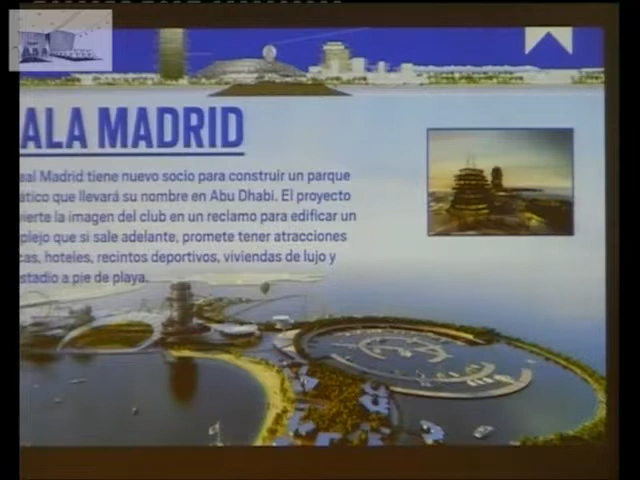 ALA MADRID
eal Madrid tiene nuevo socio para construir un parque
ático que llevará su nombre en Abu Dhabi. El proyecto
ierte la imagen del club en un reclamo para edificar un
plejo que si sale adelante, promete tener atracciones
cas, hoteles, recintos deportivos, viviendas de lujo y
stadio a pie de playa.